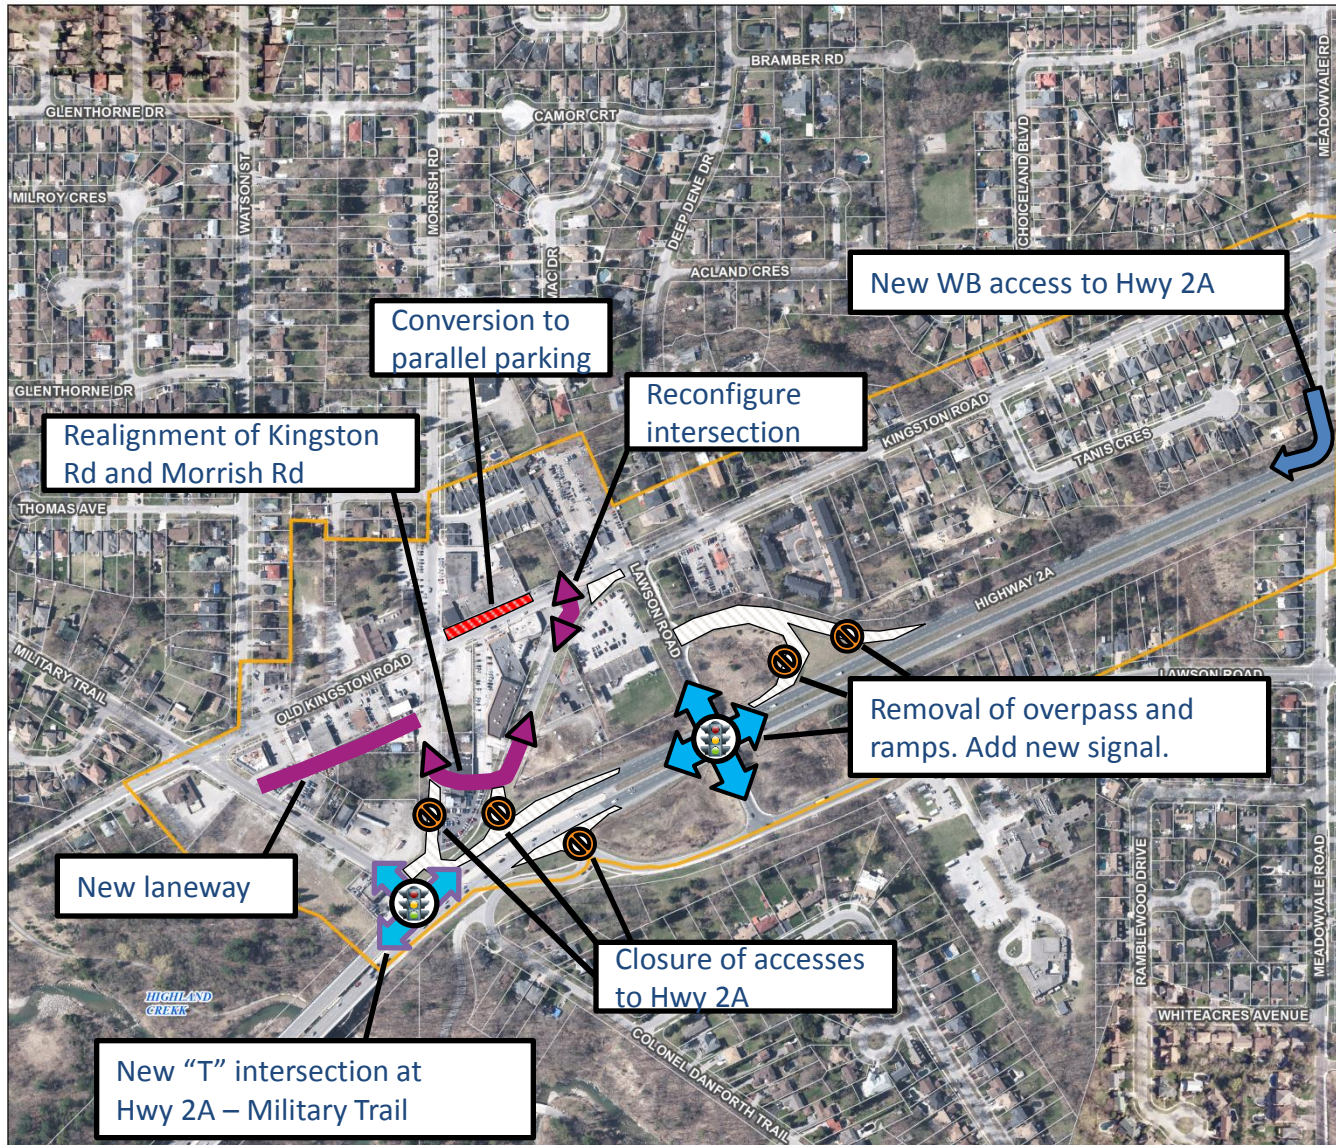 BRAMBER RD
GLENTHORNE DR
CAMOR CRT
MEADOWVALE RD
WATSON ST
MORRISH RD
DEEP DENE DR
CHOICELAND BLVD
MILROY CRES
MAC DR
ACLAND CRES
New WB access to Hwy 2A
Conversion to
parallel parking
GLENTHORNE DR
Reconfigure
intersection
Realignment of Kingston
Rd and Morrish Rd
KINGSTON ROAD
TANIS CRES
THOMAS AVE
HIGHWAY 2A
LAWSON ROAD
MILITARY TRAIL
OLD KINGSTON ROAD
LAWSON ROAD
Removal of overpass and
ramps. Add new signal.
New laneway
RAMBLEWOOD DRIVE
MEADOWVALE ROAD
Closure of accesses
to Hwy 2A
HIGHLAND
CREKK
WHITEACRES AVENUE
COLONEL DANFORTH TRAIL
New “T” intersection at
Hwy 2A – Military Trail